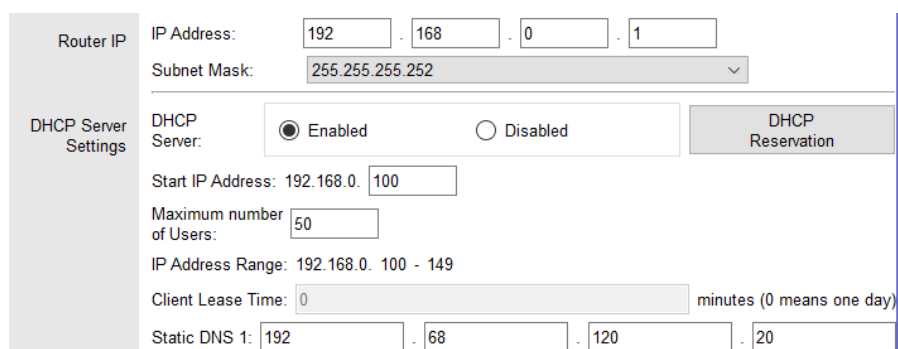 Router IP
IP Address: 192 . 168 . 0 . 1
Subnet Mask: 255.255.255.252
DHCP Server
Settings
DHCP
Server:
Enabled Disabled
DHCP
Reservation
Start IP Address: 192.168.0. 100
Maximum number
of Users:
50
IP Address Range: 192.168.0. 100 - 149
Client Lease Time: 0 minutes (0 means one day)
Static DNS 1: 192 . 68 . 120 . 20